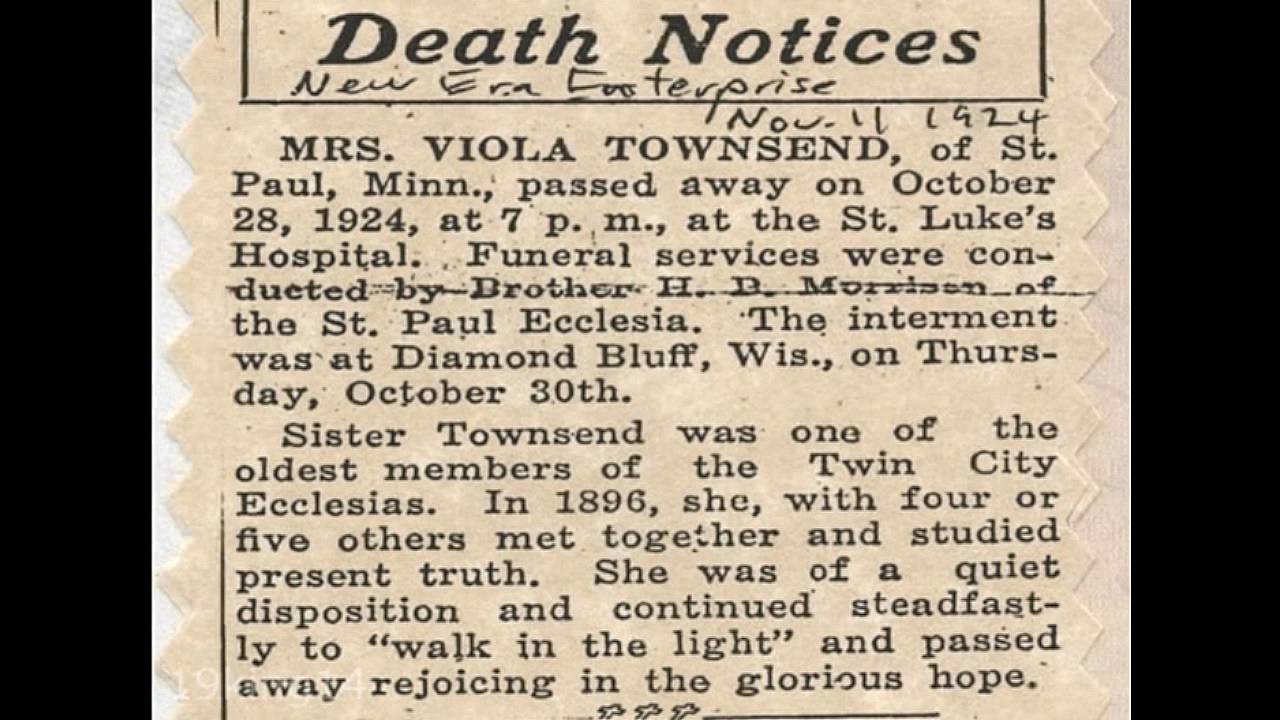 Death Notices
New Era Enterprise
Nov. 11 1924
MRS. VIOLA TOWNSEND, of St.
Paul, Minn., passed away on October
28, 1924, at 7 p. m., at the St. Luke's
Hospital. Funeral services were con-
ducted by Brother H. D. Morrison of
the St. Paul Ecclesia. The interment
was at Diamond Bluff, Wis., on Thurs-
day, October 30th.
Sister Townsend was one of the
oldest members of the Twin City
Ecclesias. In 1896, she, with four or
five others met together and studied
present truth. She was of a quiet
disposition and continued steadfast-
ly to "walk in the light" and passed
away rejoicing in the glorious hope.